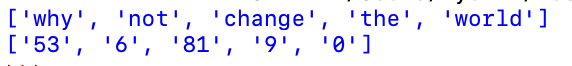 ['why', 'not', 'change', 'the', 'world']
['53', '6', '81', '9', '0']